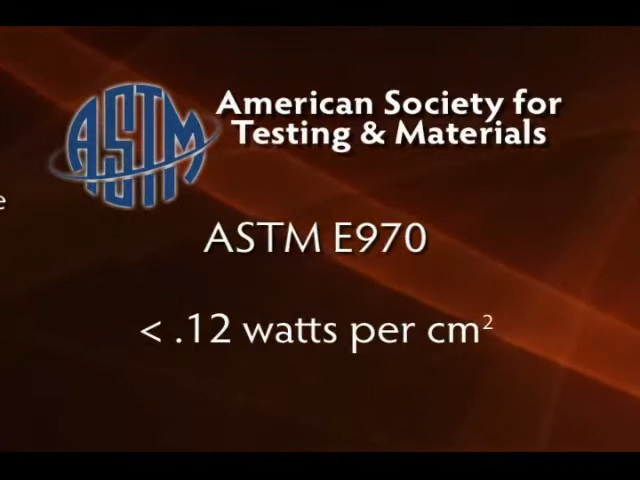 ASTM
American Society for
Testing & Materials
e
ASTM E970
< .12 watts per cm²